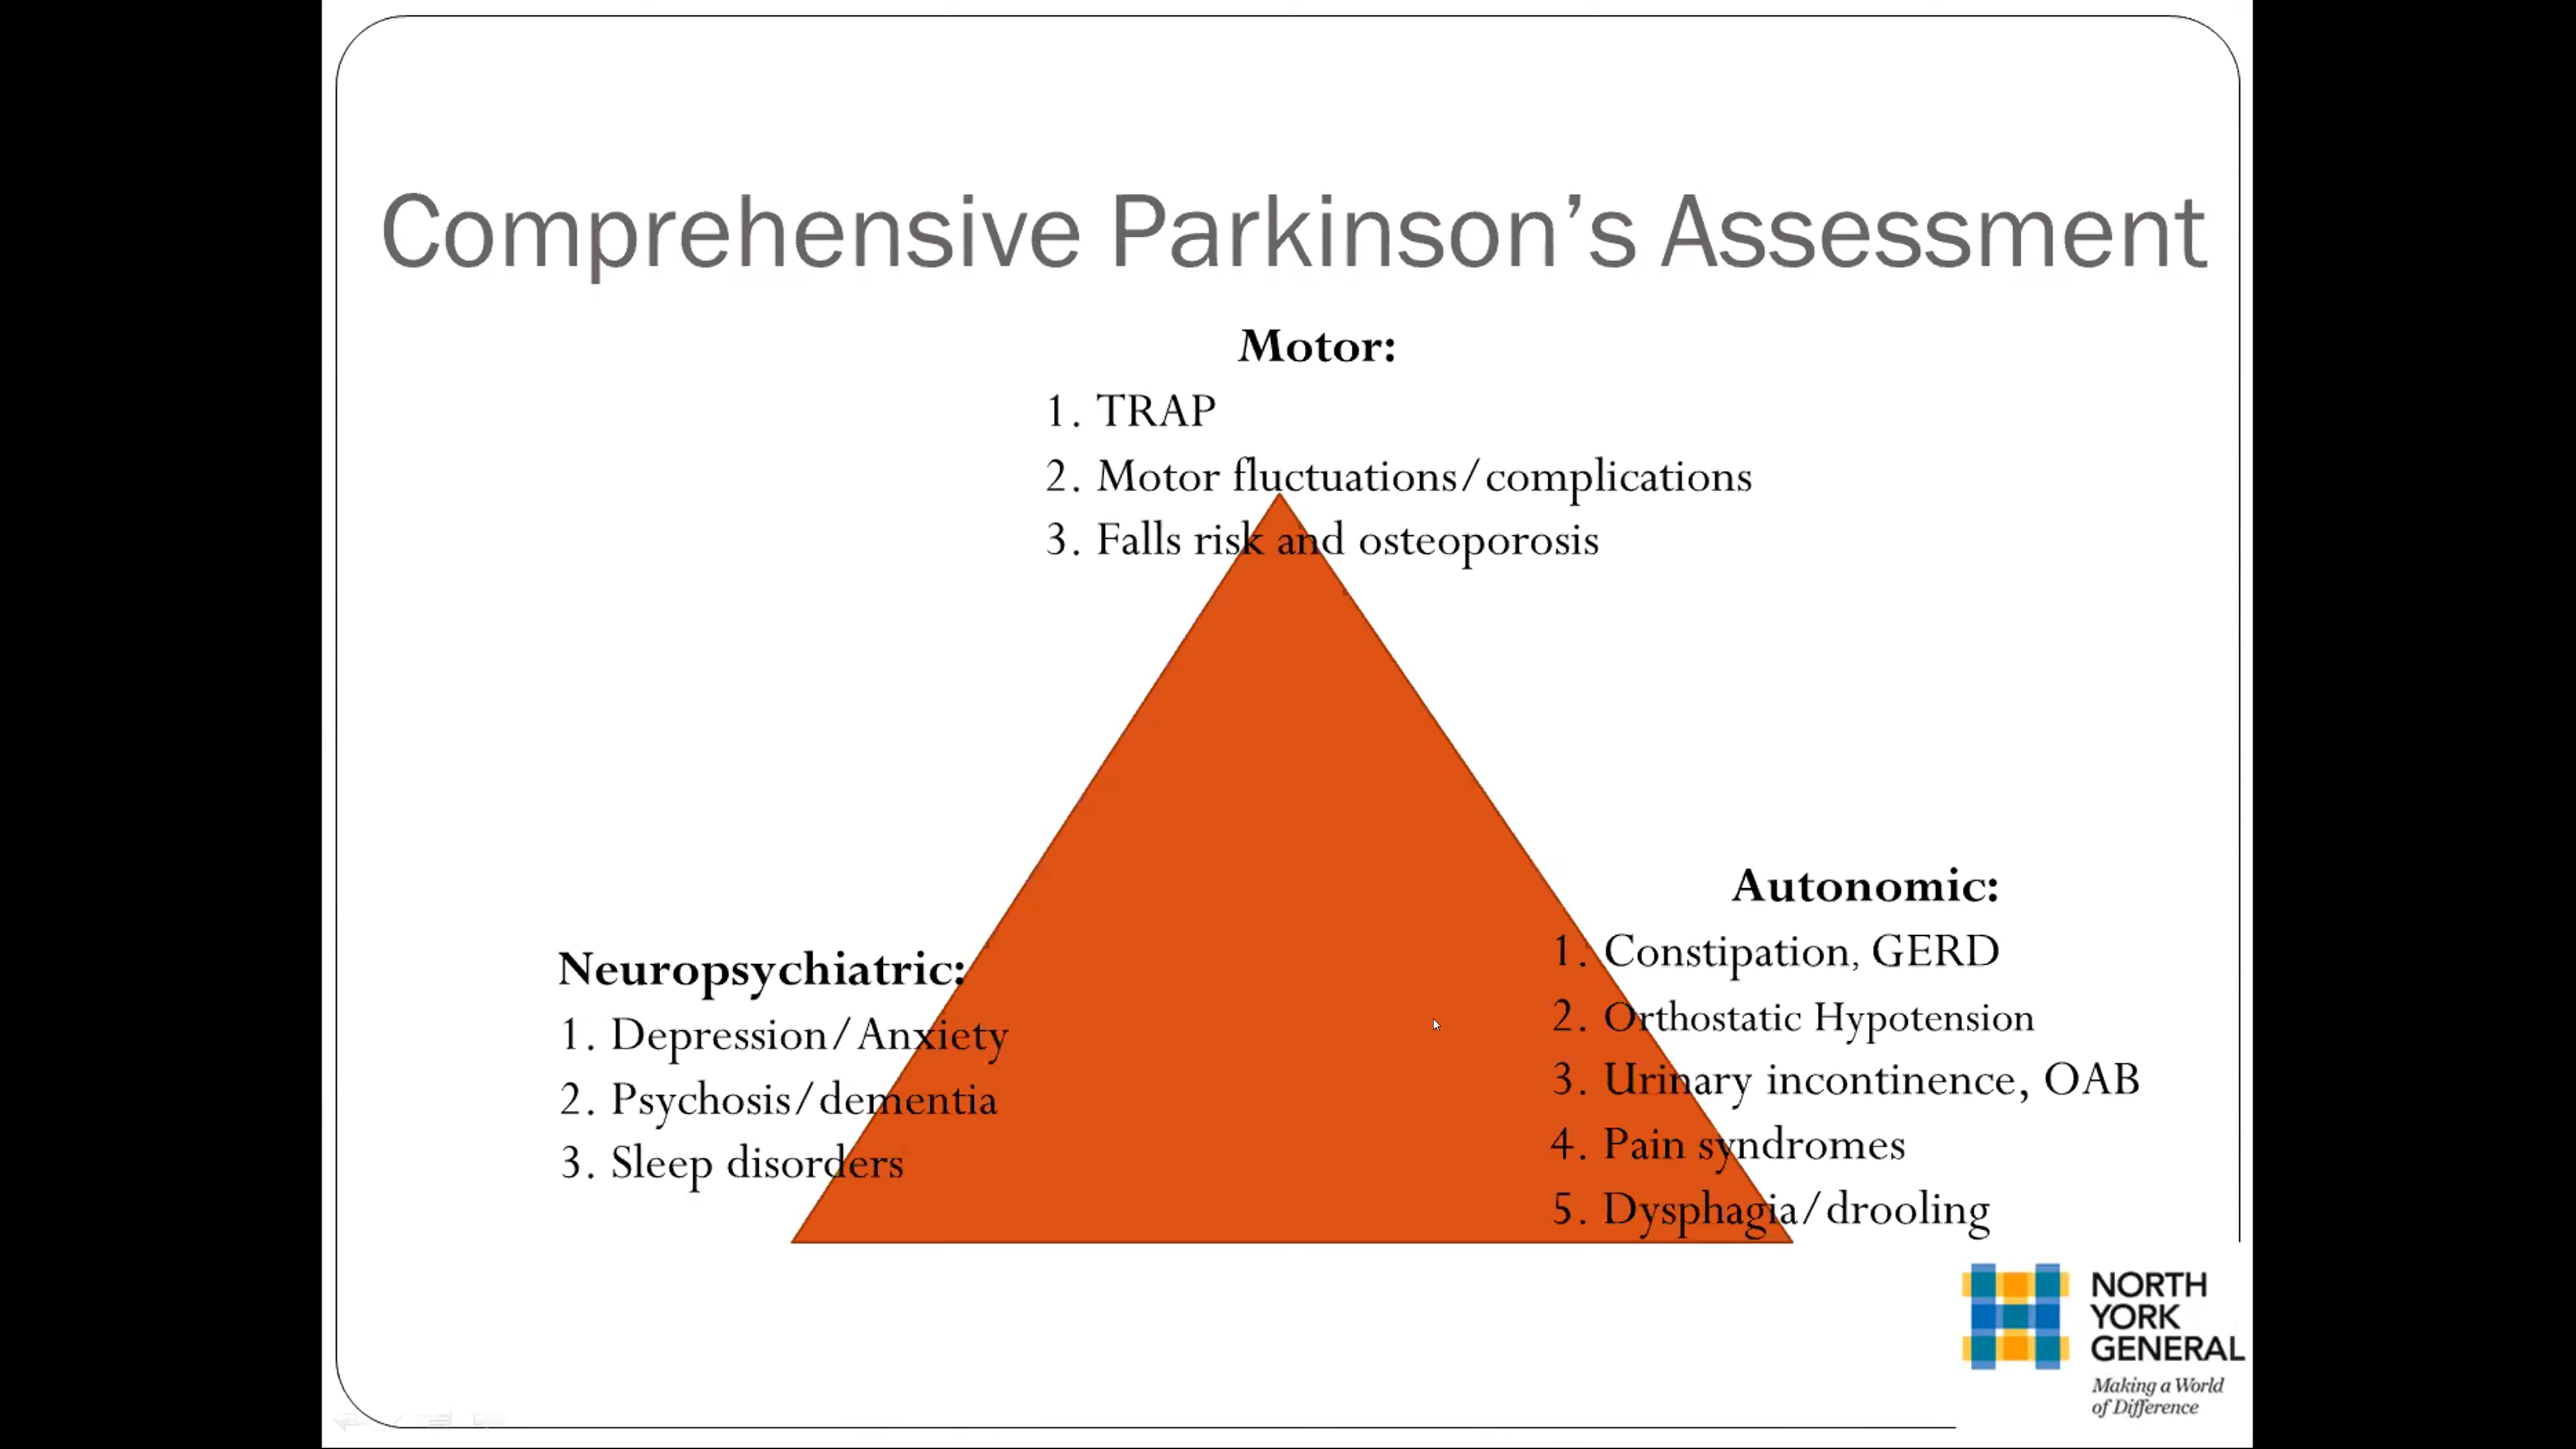 Comprehensive Parkinson’s Assessment
Motor:
1. TRAP
2. Motor fluctuations/complications
3. Falls risk and osteoporosis
Neuropsychiatric:
1. Depression/Anxiety
2. Psychosis/dementia
3. Sleep disorders
Autonomic:
1. Constipation, GERD
2. Orthostatic Hypotension
3. Urinary incontinence, OAB
4. Pain syndromes
5. Dysphagia/drooling
NORTH
YORK
GENERAL
Making a World
of Difference